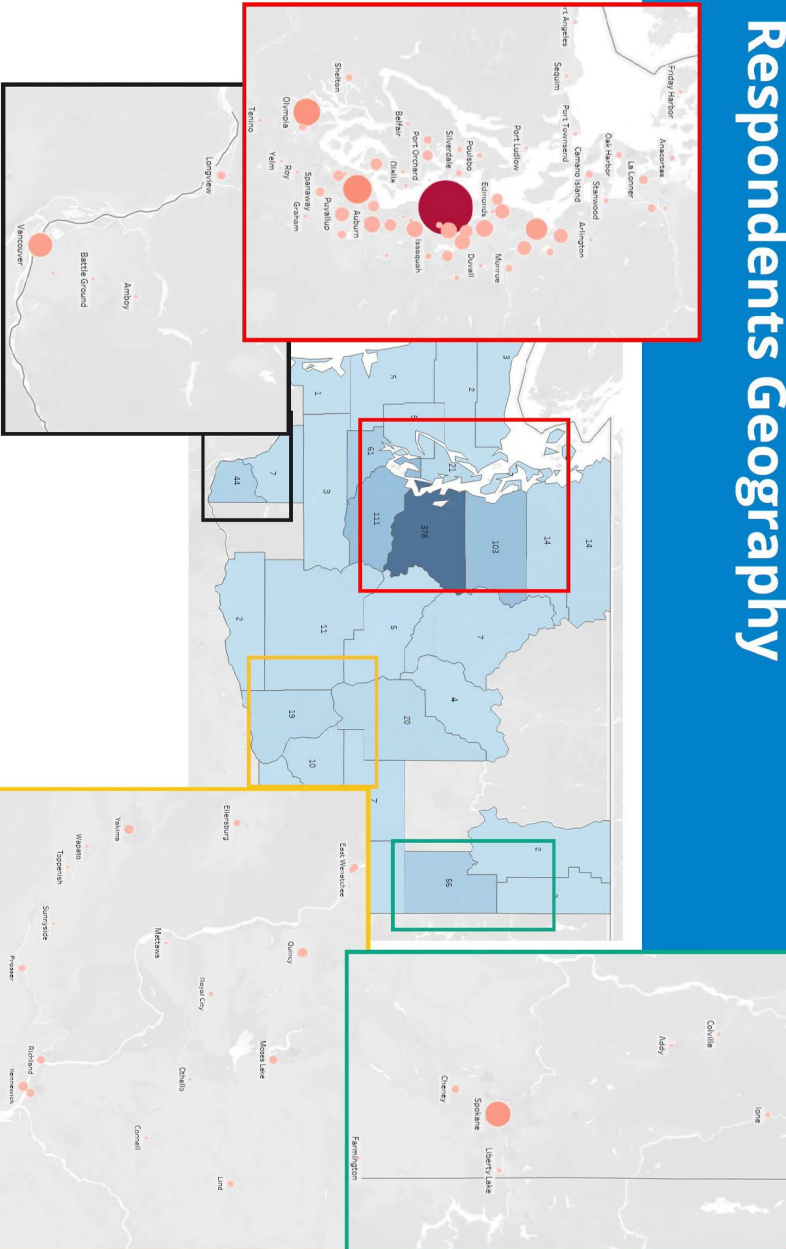 Respondents Geography
Friday Harbor
Anacortes
rt Angeles
Sequim
Port Townsend
Oak Harbor
La Conner
Camano Island
Stanwood
Arlington
Port Ludlow
Poulsbo
Silverdale
Edmonds
Monroe
Duvall
Belfair
Port Orchard
Olalla
Issaquah
Shelton
Olympia
Auburn
Puyallup
Spanaway
Graham
Roy
Yelm
Tenino
Longview
Vancouver
Battle Ground
Amboy
3
2
5
1
14
14
21
103
378
61
111
3
7
44
7
5
11
2
4
20
19
10
7
2
56
East Wenatchee
Ellensburg
Quincy
Moses Lake
Royal City
Lind
Othello
Mattawa
Yakima
Wapato
Toppenish
Sunnyside
Prosser
Connell
Richland
Kennewick
Ione
Colville
Addy
Spokane
Cheney
Liberty Lake
Farmington